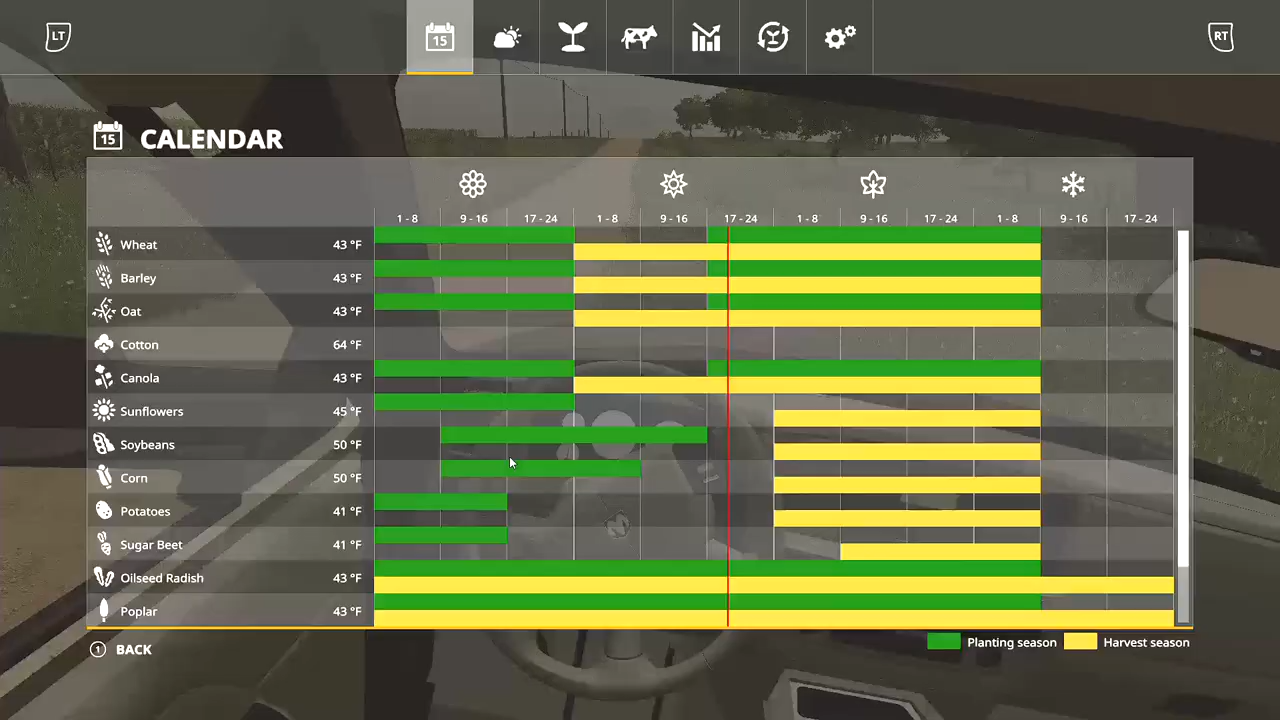 LT
15
RT
15 CALENDAR
1 - 8 9 - 16 17 - 24 1 - 8 9 - 16 17 - 24 1 - 8 9 - 16 17 - 24 1 - 8 9 - 16 17 - 24
Wheat 43 °F
Barley 43 °F
Oat 43 °F
Cotton 64 °F
Canola 43 °F
Sunflowers 45 °F
Soybeans 50 °F
Corn 50 °F
Potatoes 41 °F
Sugar Beet 41 °F
Oilseed Radish 43 °F
Poplar 43 °F
1 BACK
Planting season Harvest season